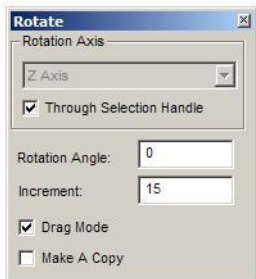 Rotate
Rotation Axis
Z Axis
Through Selection Handle
Rotation Angle: 0
Increment: 15
Drag Mode
Make A Copy